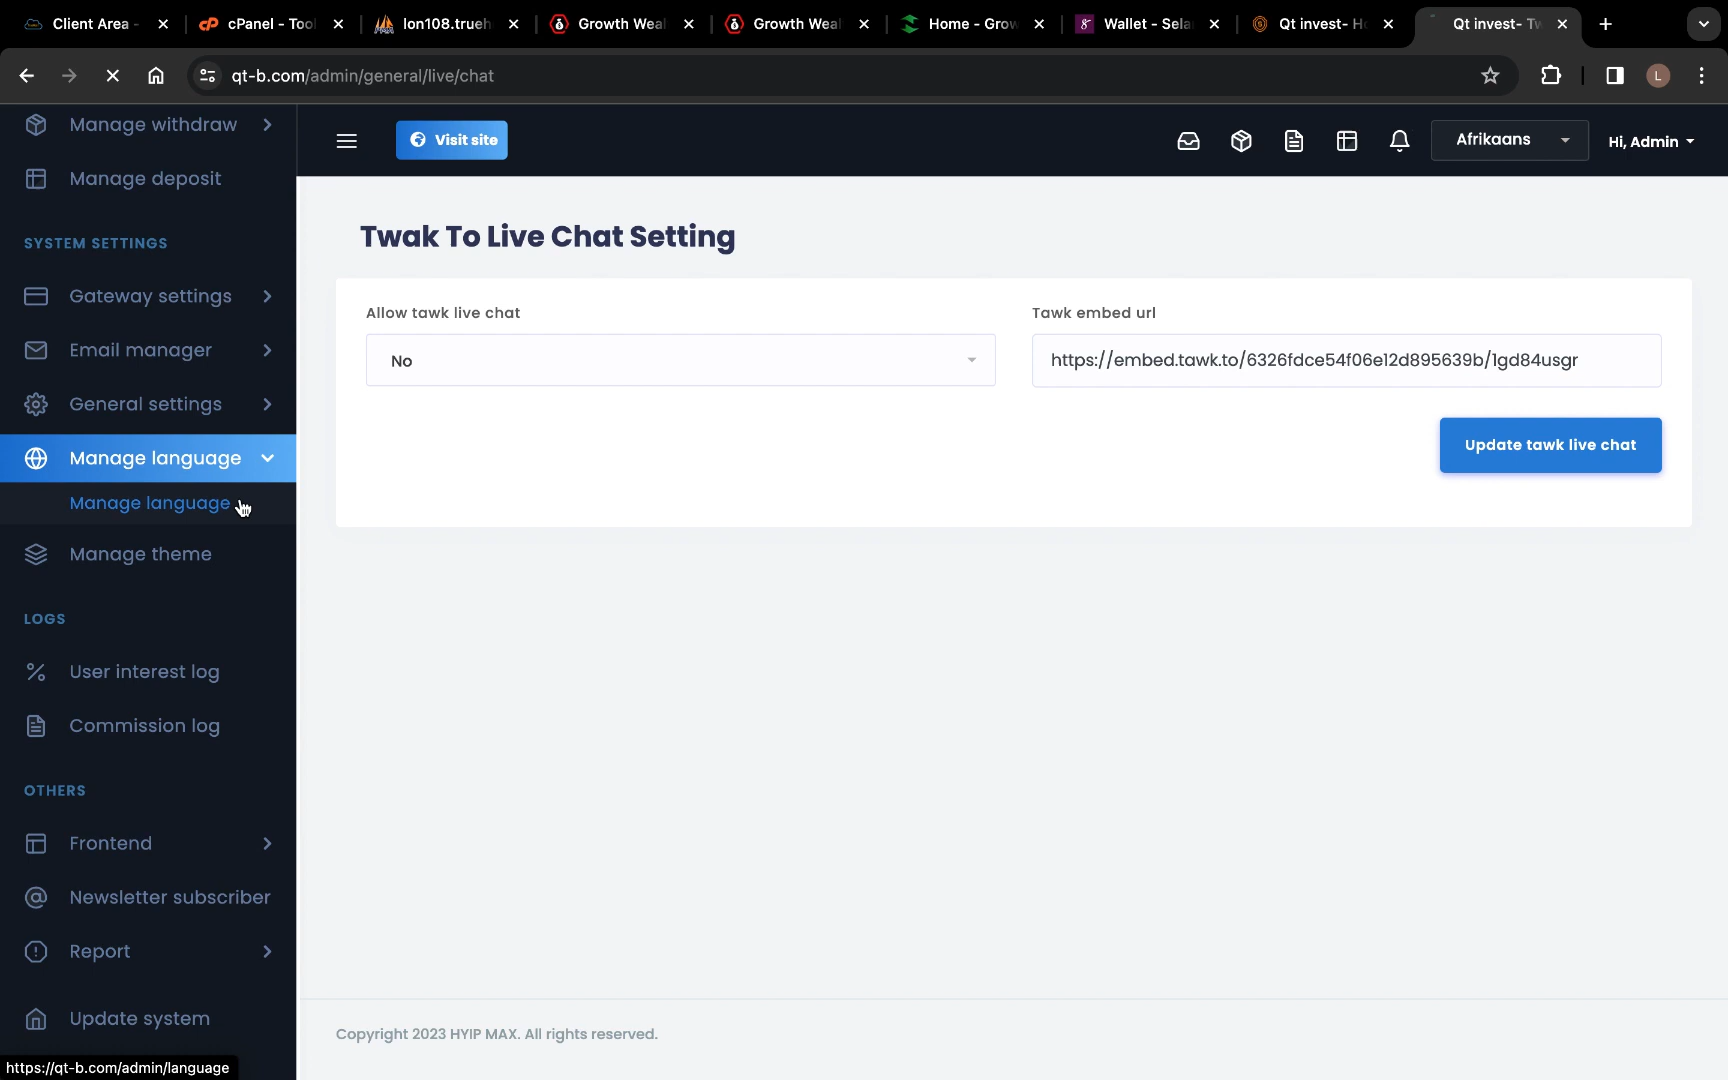 Client Area -
cPanel - Tool
lon108.trueh
Growth Weal
Growth Weal
Home - Grow
Wallet - Sela
Qt invest- Ho
Qt invest- Tw
qt-b.com/admin/general/live/chat
L
Manage withdraw
Manage deposit
SYSTEM SETTINGS
Gateway settings
Email manager
General settings
Manage language
Manage language
Manage theme
LOGS
User interest log
Commission log
OTHERS
Frontend
Newsletter subscriber
Report
Update system
https://qt-b.com/admin/language
Visit site
Afrikaans
Hi, Admin
Twak To Live Chat Setting
Allow tawk live chat
No
Tawk embed url
https://embed.tawk.to/6326fdce54f06e12d895639b/1gd84usgr
Update tawk live chat
Copyright 2023 HYIP MAX. All rights reserved.